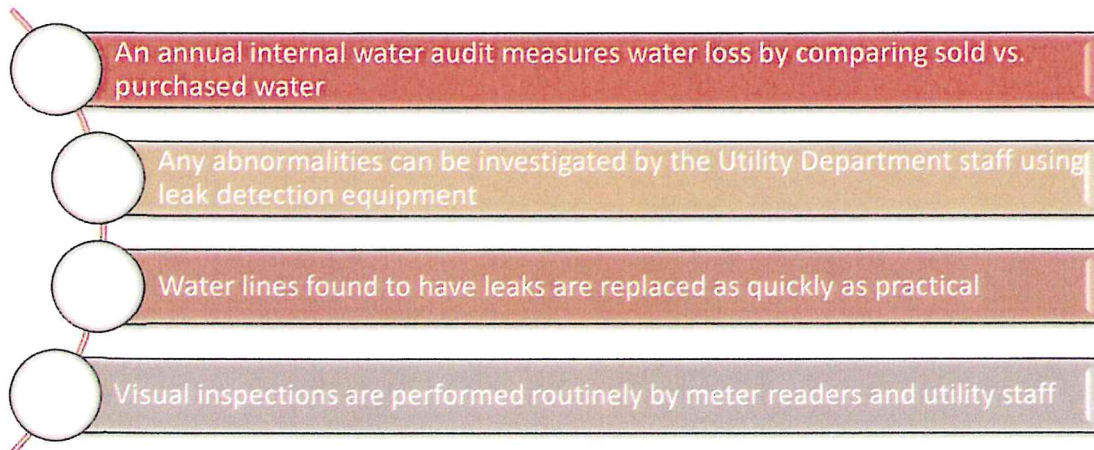 An annual internal water audit measures water loss by comparing sold vs.
purchased water
Any abnormalities can be investigated by the Utility Department staff using
leak detection equipment
Water lines found to have leaks are replaced as quickly as practical
Visual inspections are performed routinely by meter readers and utility staff